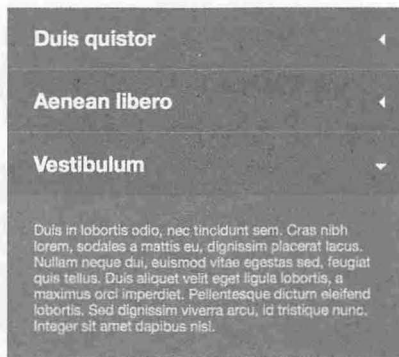 Duis quistor
Aenean libero
Vestibulum
Duis in lobortis odio, nec tincidunt sem. Cras nibh
lorem, sodales a mattis eu, dignissim placerat lacus.
Nullam neque dui, euismod vitae egestas sed, feugiat
quis tellus. Duis aliquet velit eget ligula lobortis, a
maximus orci imperdiet. Pellentesque dictum eleifend
lobortis. Sed dignissim viverra arcu, id tristique nunc.
Integer sit amet dapibus nisl.